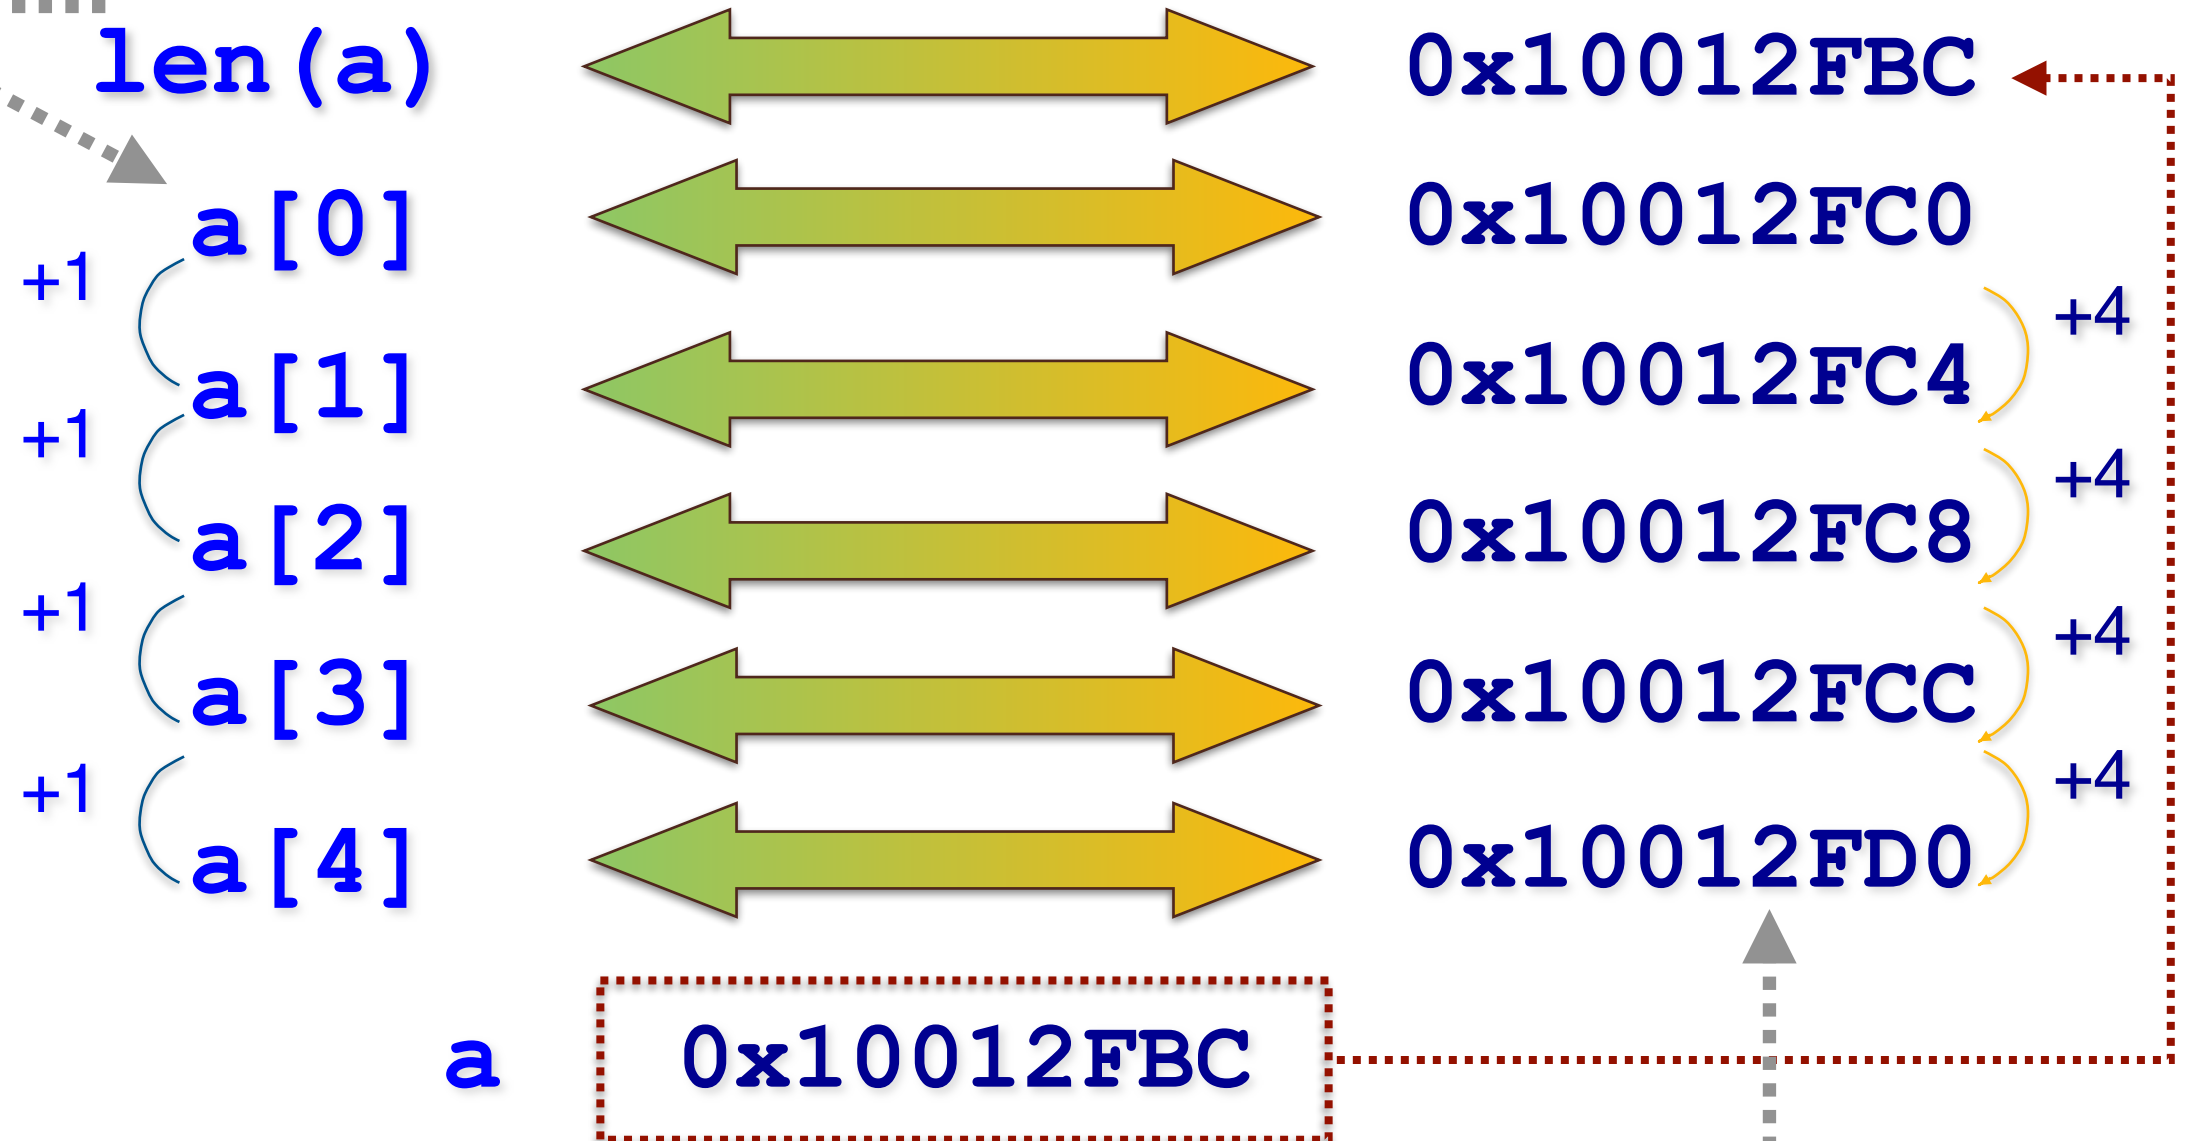 len(a) 0x10012FBC
a[0] 0x10012FC0
+1 +4
a[1] 0x10012FC4
+1 +4
a[2] 0x10012FC8
+1 +4
a[3] 0x10012FCC
+1 +4
a[4] 0x10012FD0
a 0x10012FBC